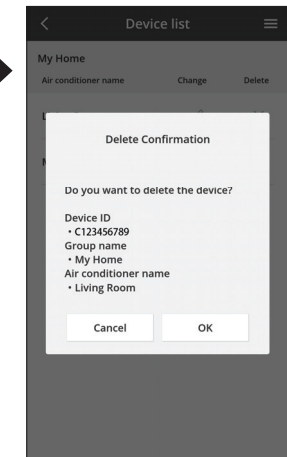 Device list
My Home
Air conditioner name Change Delete
L
M
Delete Confirmation
Do you want to delete the device?
Device ID
• C123456789
Group name
• My Home
Air conditioner name
• Living Room
Cancel OK